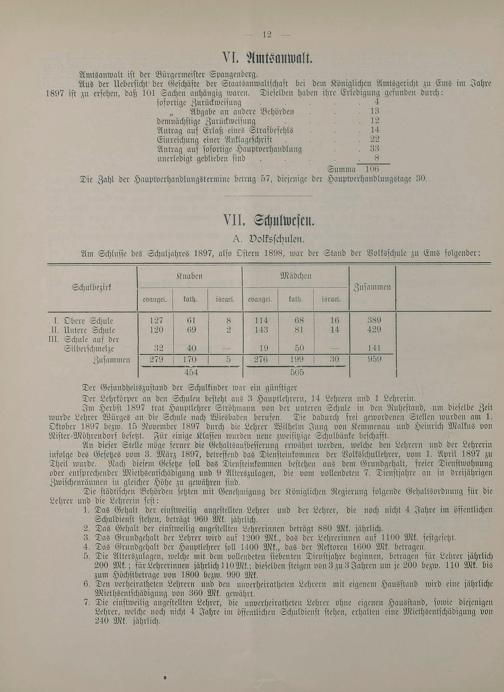 — 12 —
VI. Amtsanwalt.
Amtsanwalt ist der Bürgermeister Spangenberg.
Aus der Uebersicht der Geschäfte der Staatsanwaltschaft bei dem Königlichen Amtsgericht zu Ems im Jahre
1897 ist zu ersehen, daß 101 Sachen anhängig waren. Dieselben haben ihre Erledigung gefunden durch:
sofortige Zurückweisung . . . . 4
„ Abgabe an andere Behörden . . 13
demnächstige Zurückweisung . . . . 12
Antrag auf Erlaß eines Strafbefehls . . 14
Einreichung einer Anklageschrift . . . 22
Antrag auf sofortige Hauptverhandlung . . 33
unerledigt geblieben sind . . . . 8
Summa 106
Die Zahl der Hauptverhandlungstermine betrug 57, diejenige der Hauptverhandlungstage 30.
VII. Schulwesen.
A. Volksschulen.
Am Schlusse des Schuljahres 1897, also Ostern 1898, war der Stand der Volksschule zu Ems folgender:
Schulbezirk Knaben Mädchen Zusammen
evangel. kath. israel. evangel. kath. israel.
I. Obere Schule 127 61 8 114 68 16 389
II. Untere Schule 120 69 2 143 81 14 429
III. Schule auf der
Silberschmelze 32 40 — 19 50 — 141
Zusammen 279 170 5 276 199 30 959
454 505
Der Gesundheitszustand der Schulkinder war ein günstiger
Der Lehrkörper an den Schulen besteht aus 3 Hauptlehrern, 14 Lehrern und 1 Lehrerin.
Im Herbst 1897 trat Hauptlehrer Ströhmann von der unteren Schule in den Ruhestand, um dieselbe Zeit
wurde Lehrer Würges an die Schule nach Wiesbaden berufen. Die dadurch frei gewordenen Stellen wurden am 1.
Oktober 1897 bezw. 15 November 1897 durch die Lehrer Wilhelm Jung von Kemmenau und Heinrich Malkus von
Nister-Möhrendorf besetzt. Für einige Klassen wurden neue zweisitzige Schulbänke beschafft.
An dieser Stelle möge ferner die Gehaltsaufbesserung erwähnt werden, welche den Lehrern und der Lehrerin
infolge des Gesetzes vom 3. März 1897, betreffend das Diensteinkommen der Volksschullehrer, vom 1. April 1897 zu
Theil wurde. Nach diesem Gesetze soll das Diensteinkommen bestehen aus dem Grundgehalt, freier Dienstwohnung
oder entsprechender Miethsentschädigung und 9 Alterszulagen, die vom vollendeten 7. Dienstjahre an in dreijährigen
Zwischenräumen in gleicher Höhe zu gewähren sind.
Die städtischen Behörden setzten mit Genehmigung der Königlichen Regierung folgende Gehaltsordnung für die
Lehrer und die Lehrerin fest:
1. Das Gehalt der einstweilig angestellten Lehrer und der Lehrer, die noch nicht 4 Jahre im öffentlichen
Schuldienst stehen, beträgt 960 Mk. jährlich.
2. Das Gehalt der einstweilig angestellten Lehrerinnen beträgt 880 Mk. jährlich.
3. Das Grundgehalt der Lehrer wird auf 1200 Mk., das der Lehrerinnen auf 1100 Mk. festgesetzt.
4. Das Grundgehalt der Hauptlehrer soll 1400 Mk., das der Rektoren 1600 Mk. betragen.
5. Die Alterszulagen, welche mit dem vollendeten siebenten Dienstjahre beginnen, betragen für Lehrer jährlich
200 Mk.; für Lehrerinnen jährlich 110 Mk.; dieselben steigen von 3 zu 3 Jahren um je 200 bezw. 110 Mk. bis
zum Höchstbetrage von 1800 bezw. 990 Mk.
6. Den verheiratheten Lehrern und den unverheiratheten Lehrern mit eigenem Hausstand wird eine jährliche
Miethsentschädigung von 360 Mk. gewährt.
7. Die einstweilig angestellten Lehrer, die unverheiratheten Lehrer ohne eigenen Hausstand, sowie diejenigen
Lehrer, welche noch nicht 4 Jahre im öffentlichen Schuldienst stehen, erhalten eine Miethsentschädigung von
240 Mk. jährlich.